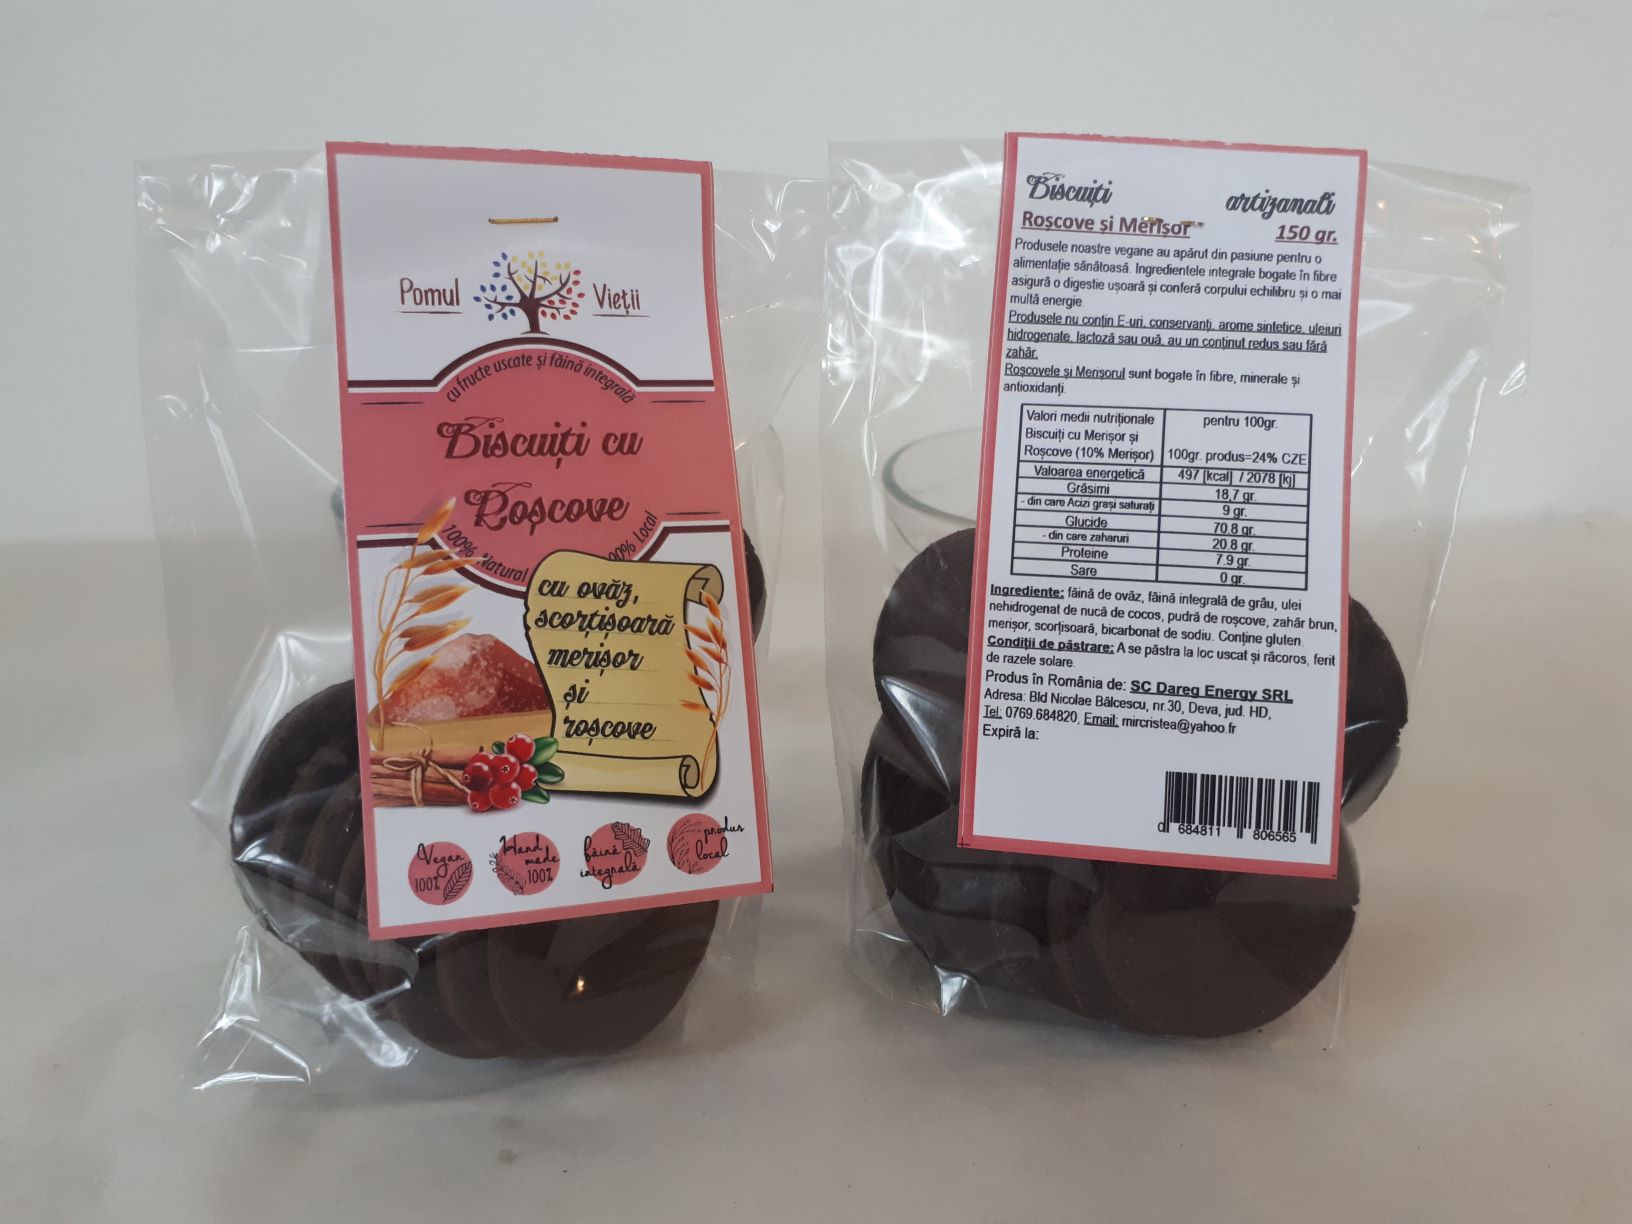 Pomul Vieții
cu fructe uscate și făină integrală
Biscuiți cu
Roșcove
100% Natural
100% Local
cu ovăz,
scorțișoară
merișor
și
roșcove
Vegan
100%
Hand
made
100%
făină
integrală
produs
local
Biscuiți artizanali
Roșcove și Merișor 150 gr.
Produsele noastre vegane au apărut din pasiune pentru o
alimentație sănătoasă. Ingredientele integrale bogate în fibre
asigură o digestie ușoară și conferă corpului echilibru și o mai
multă energie.
Produsele nu conțin E-uri, conservanți, arome sintetice, uleiuri
hidrogenate, lactoză sau ouă, au un conținut redus sau fără
zahăr.
Roșcovele și Merișorul sunt bogate în fibre, minerale și
antioxidanți.
Valori medii nutriționale pentru 100gr.
Biscuiți cu Merișor și
Roșcove (10% Merișor) 100gr. produs=24% CZE
Valoarea energetică 497 [kcal] / 2078 [kj]
Grăsimi 18,7 gr.
- din care Acizi grași saturați 9 gr.
Glucide 70.8 gr.
- din care zaharuri 20.8 gr.
Proteine 7.9 gr.
Sare 0 gr.
Ingrediente: făină de ovăz, făină integrală de grâu, ulei
nehidrogenat de nucă de cocos, pudră de roșcove, zahăr brun,
merișor, scorțisoară, bicarbonat de sodiu. Conține gluten.
Condiții de păstrare: A se păstra la loc uscat și răcoros, ferit
de razele solare.
Produs în România de: SC Dareg Energy SRL
Adresa: Bld Nicolae Bălcescu, nr.30, Deva, jud. HD,
Tel: 0769.684820, Email: mircristea@yahoo.fr
Expiră la:
0 684811 806565